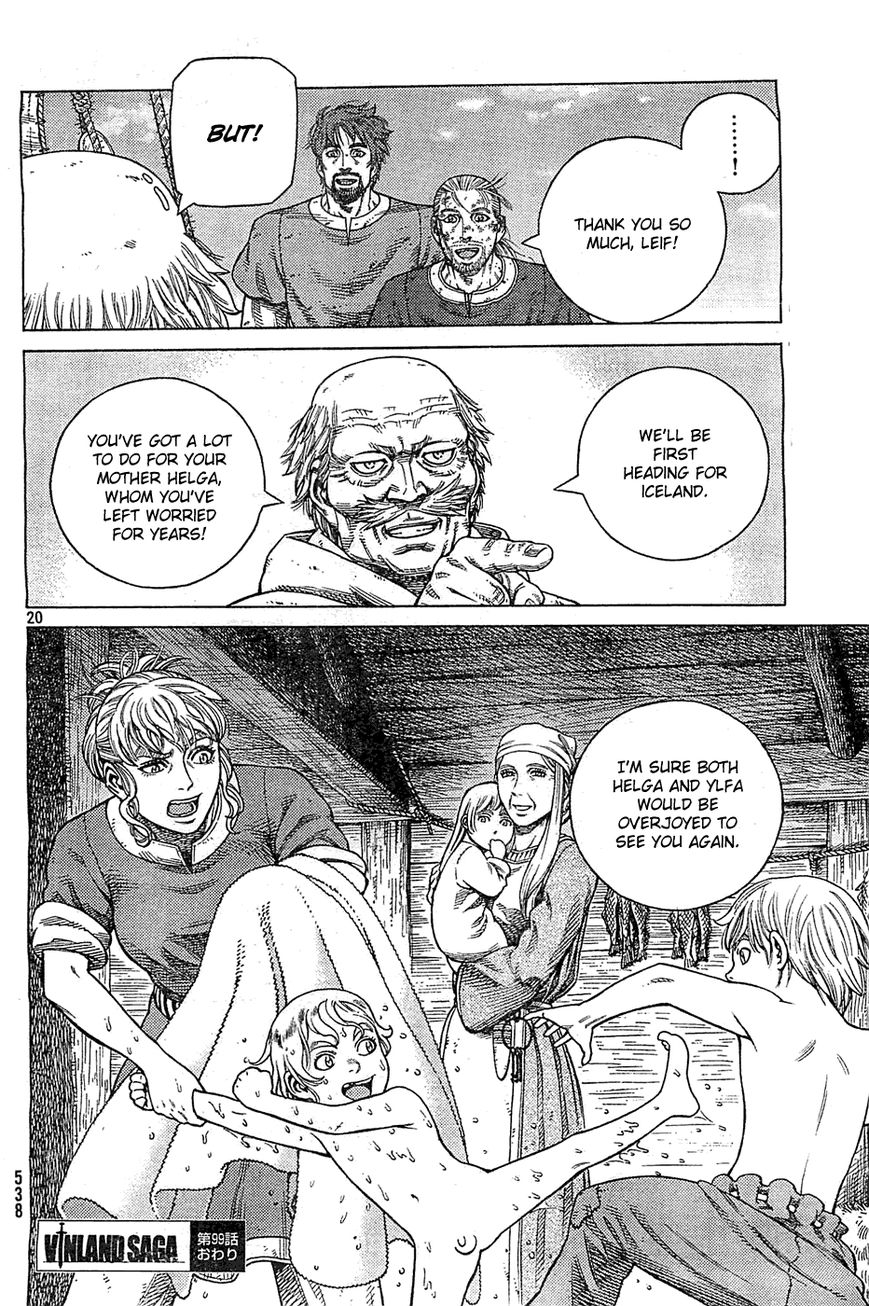 ......!
THANK YOU SO
MUCH, LEIF!
BUT!
WE'LL BE
FIRST
HEADING FOR
ICELAND.
YOU'VE GOT A LOT
TO DO FOR YOUR
MOTHER HELGA,
WHOM YOU'VE
LEFT WORRIED
FOR YEARS!
20
I'M SURE BOTH
HELGA AND YLFA
WOULD BE
OVERJOYED TO
SEE YOU AGAIN.
538
VINLAND SAGA
第99話
おわり